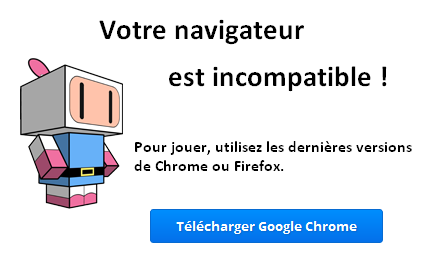 Votre navigateur
est incompatible !
Pour jouer, utilisez les dernières versions
de Chrome ou Firefox.
Télécharger Google Chrome